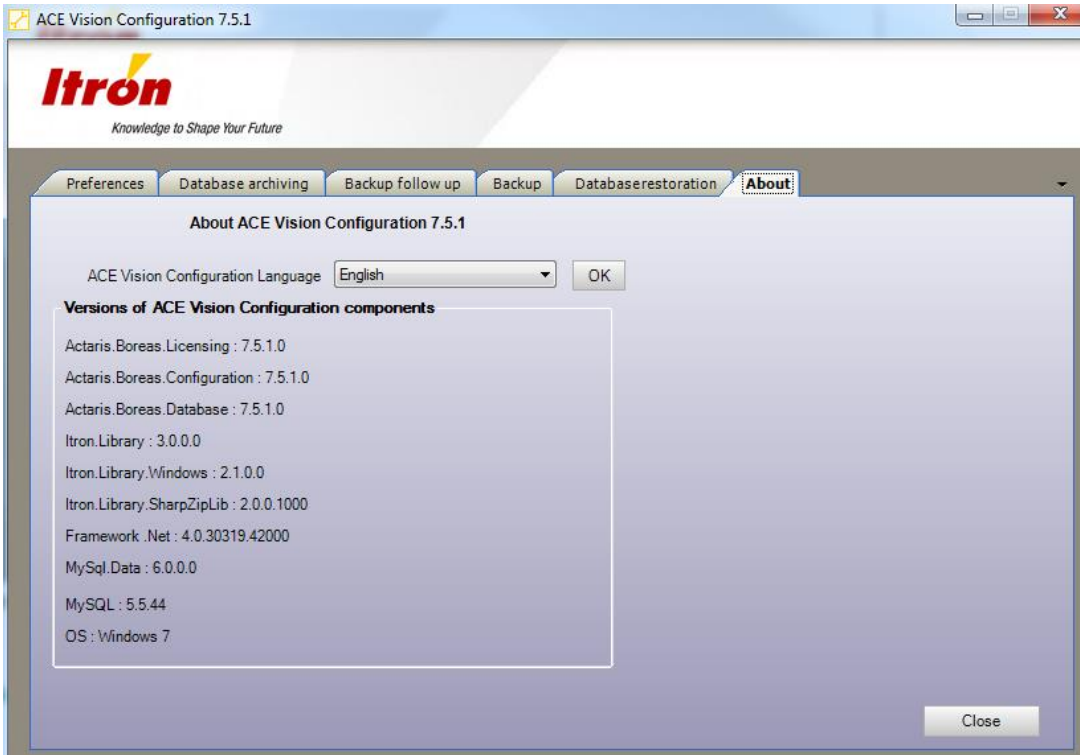 ACE Vision Configuration 7.5.1
Itron
Knowledge to Shape Your Future
Preferences Database archiving Backup follow up Backup Databaserestoration About
About ACE Vision Configuration 7.5.1
ACE Vision Configuration Language English OK
Versions of ACE Vision Configuration components
Actaris.Boreas.Licensing : 7.5.1.0
Actaris.Boreas.Configuration : 7.5.1.0
Actaris.Boreas.Database : 7.5.1.0
Itron.Library : 3.0.0.0
Itron.Library.Windows : 2.1.0.0
Itron.Library.SharpZipLib : 2.0.0.1000
Framework .Net : 4.0.30319.42000
MySql.Data : 6.0.0.0
MySQL : 5.5.44
OS : Windows 7
Close